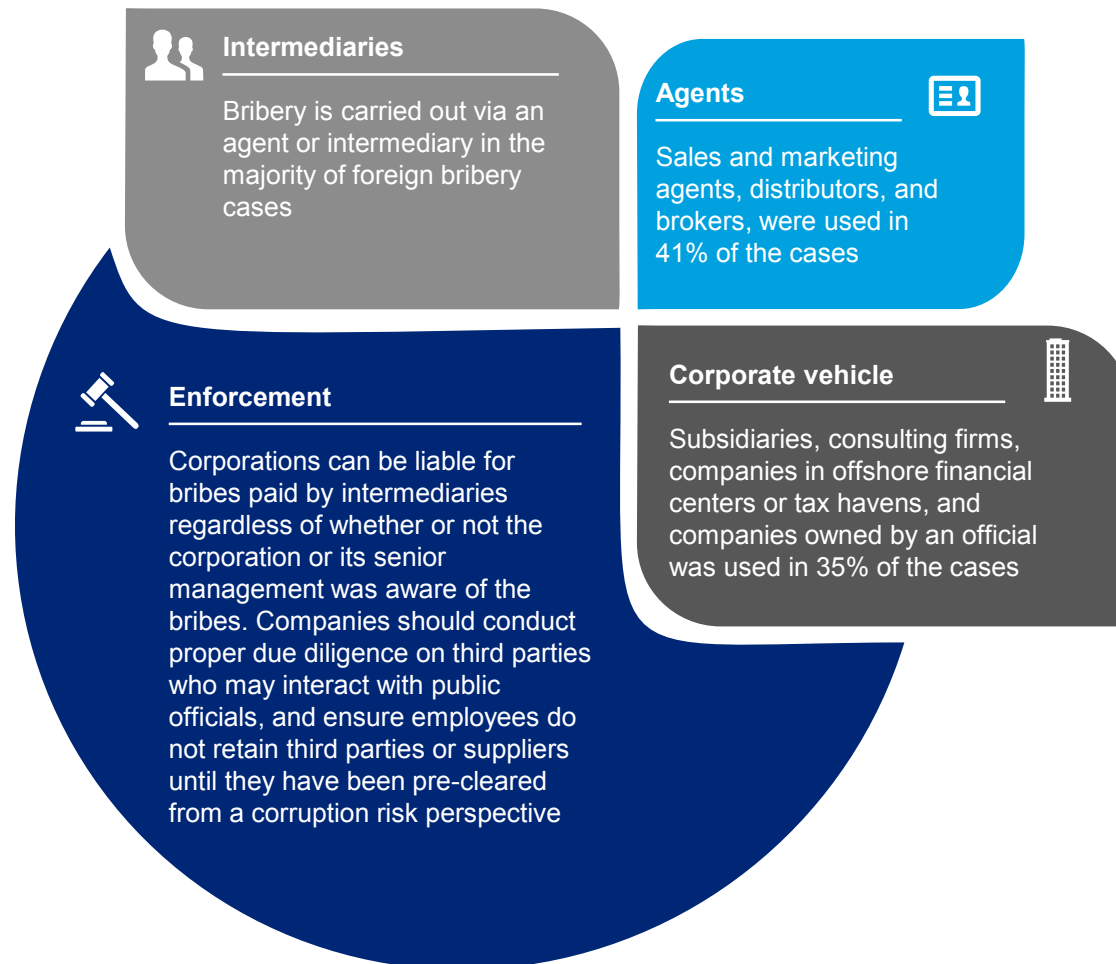 Intermediaries
Bribery is carried out via an
agent or intermediary in the
majority of foreign bribery
cases
Agents
Sales and marketing
agents, distributors, and
brokers, were used in
41% of the cases
Enforcement
Corporations can be liable for
bribes paid by intermediaries
regardless of whether or not the
corporation or its senior
management was aware of the
bribes. Companies should conduct
proper due diligence on third parties
who may interact with public
officials, and ensure employees do
not retain third parties or suppliers
until they have been pre-cleared
from a corruption risk perspective
Corporate vehicle
Subsidiaries, consulting firms,
companies in offshore financial
centers or tax havens, and
companies owned by an official
was used in 35% of the cases